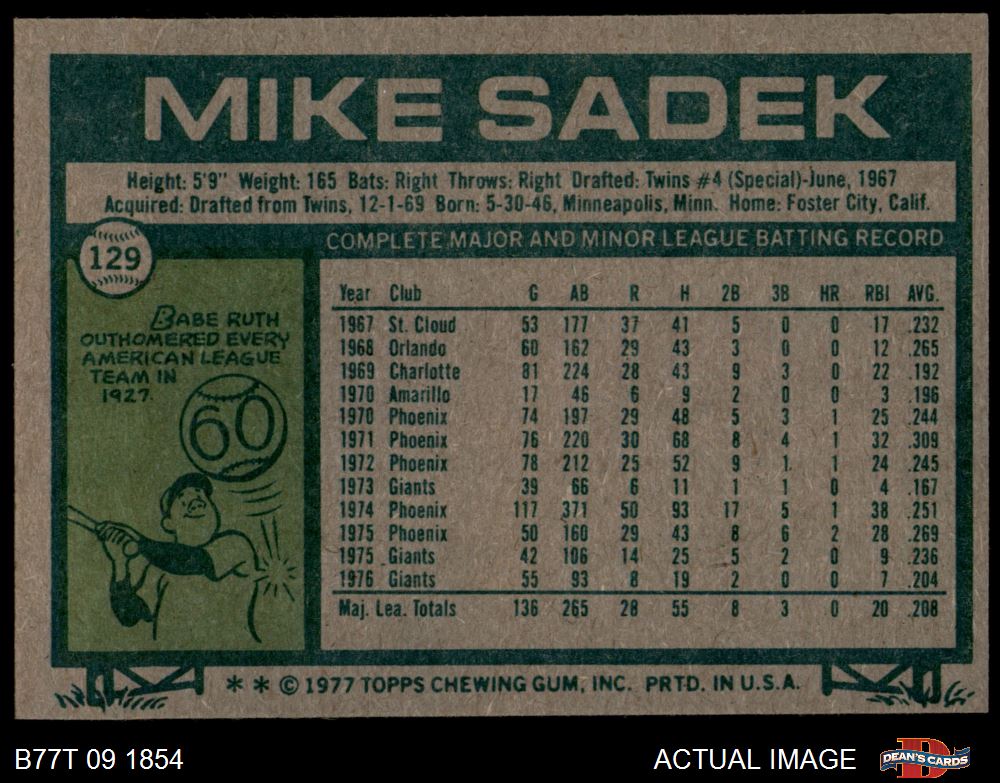 MIKE SADEK
Height: 5'9" Weight: 165 Bats: Right Throws: Right Drafted: Twins #4 (Special)-June, 1967
Acquired: Drafted from Twins, 12-1-69 Born: 5-30-46, Minneapolis, Minn. Home: Foster City, Calif.
129
BABE RUTH
OUTHOMERED EVERY
AMERICAN LEAGUE
TEAM IN
1927.
60
COMPLETE MAJOR AND MINOR LEAGUE BATTING RECORD
Year Club G AB R H 2B 3B HR RBI AVG.
1967 St. Cloud 53 177 37 41 5 0 0 17 .232
1968 Orlando 60 162 29 43 3 0 0 12 .265
1969 Charlotte 81 224 28 43 9 3 0 22 .192
1970 Amarillo 17 46 6 9 2 0 0 3 .196
1970 Phoenix 74 197 29 48 5 3 1 25 .244
1971 Phoenix 76 220 30 68 8 4 1 32 .309
1972 Phoenix 78 212 25 52 9 1 1 24 .245
1973 Giants 39 66 6 11 1 1 0 4 .167
1974 Phoenix 117 371 50 93 17 5 1 38 .251
1975 Phoenix 50 160 29 43 8 6 2 28 .269
1975 Giants 42 106 14 25 5 2 0 9 .236
1976 Giants 55 93 8 19 2 0 0 7 .204
Maj. Lea. Totals 136 265 28 55 8 3 0 20 .208
* * © 1977 TOPPS CHEWING GUM, INC. PRTD. IN U.S.A.
B77T 09 1854 ACTUAL IMAGE DEAN'S CARDS